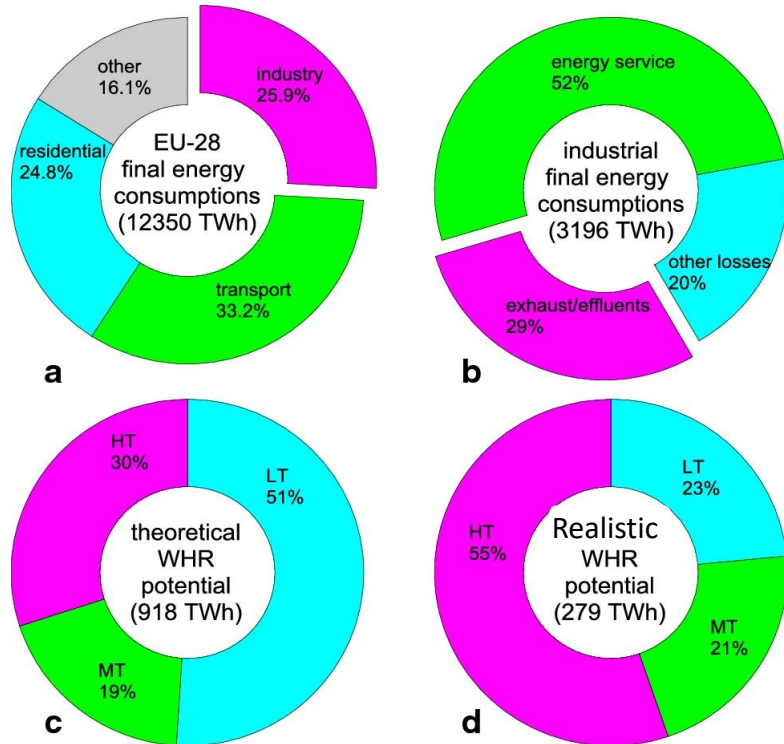 other
16.1%
industry
25.9%
residential
24.8%
EU-28
final energy
consumptions
(12350 TWh)
transport
33.2%
a
energy service
52%
industrial
final energy
consumptions
(3196 TWh)
other losses
20%
exhaust/effluents
29%
b
HT
30%
LT
51%
theoretical
WHR
potential
(918 TWh)
MT
19%
c
LT
23%
HT
55%
Realistic
WHR
potential
(279 TWh)
MT
21%
d